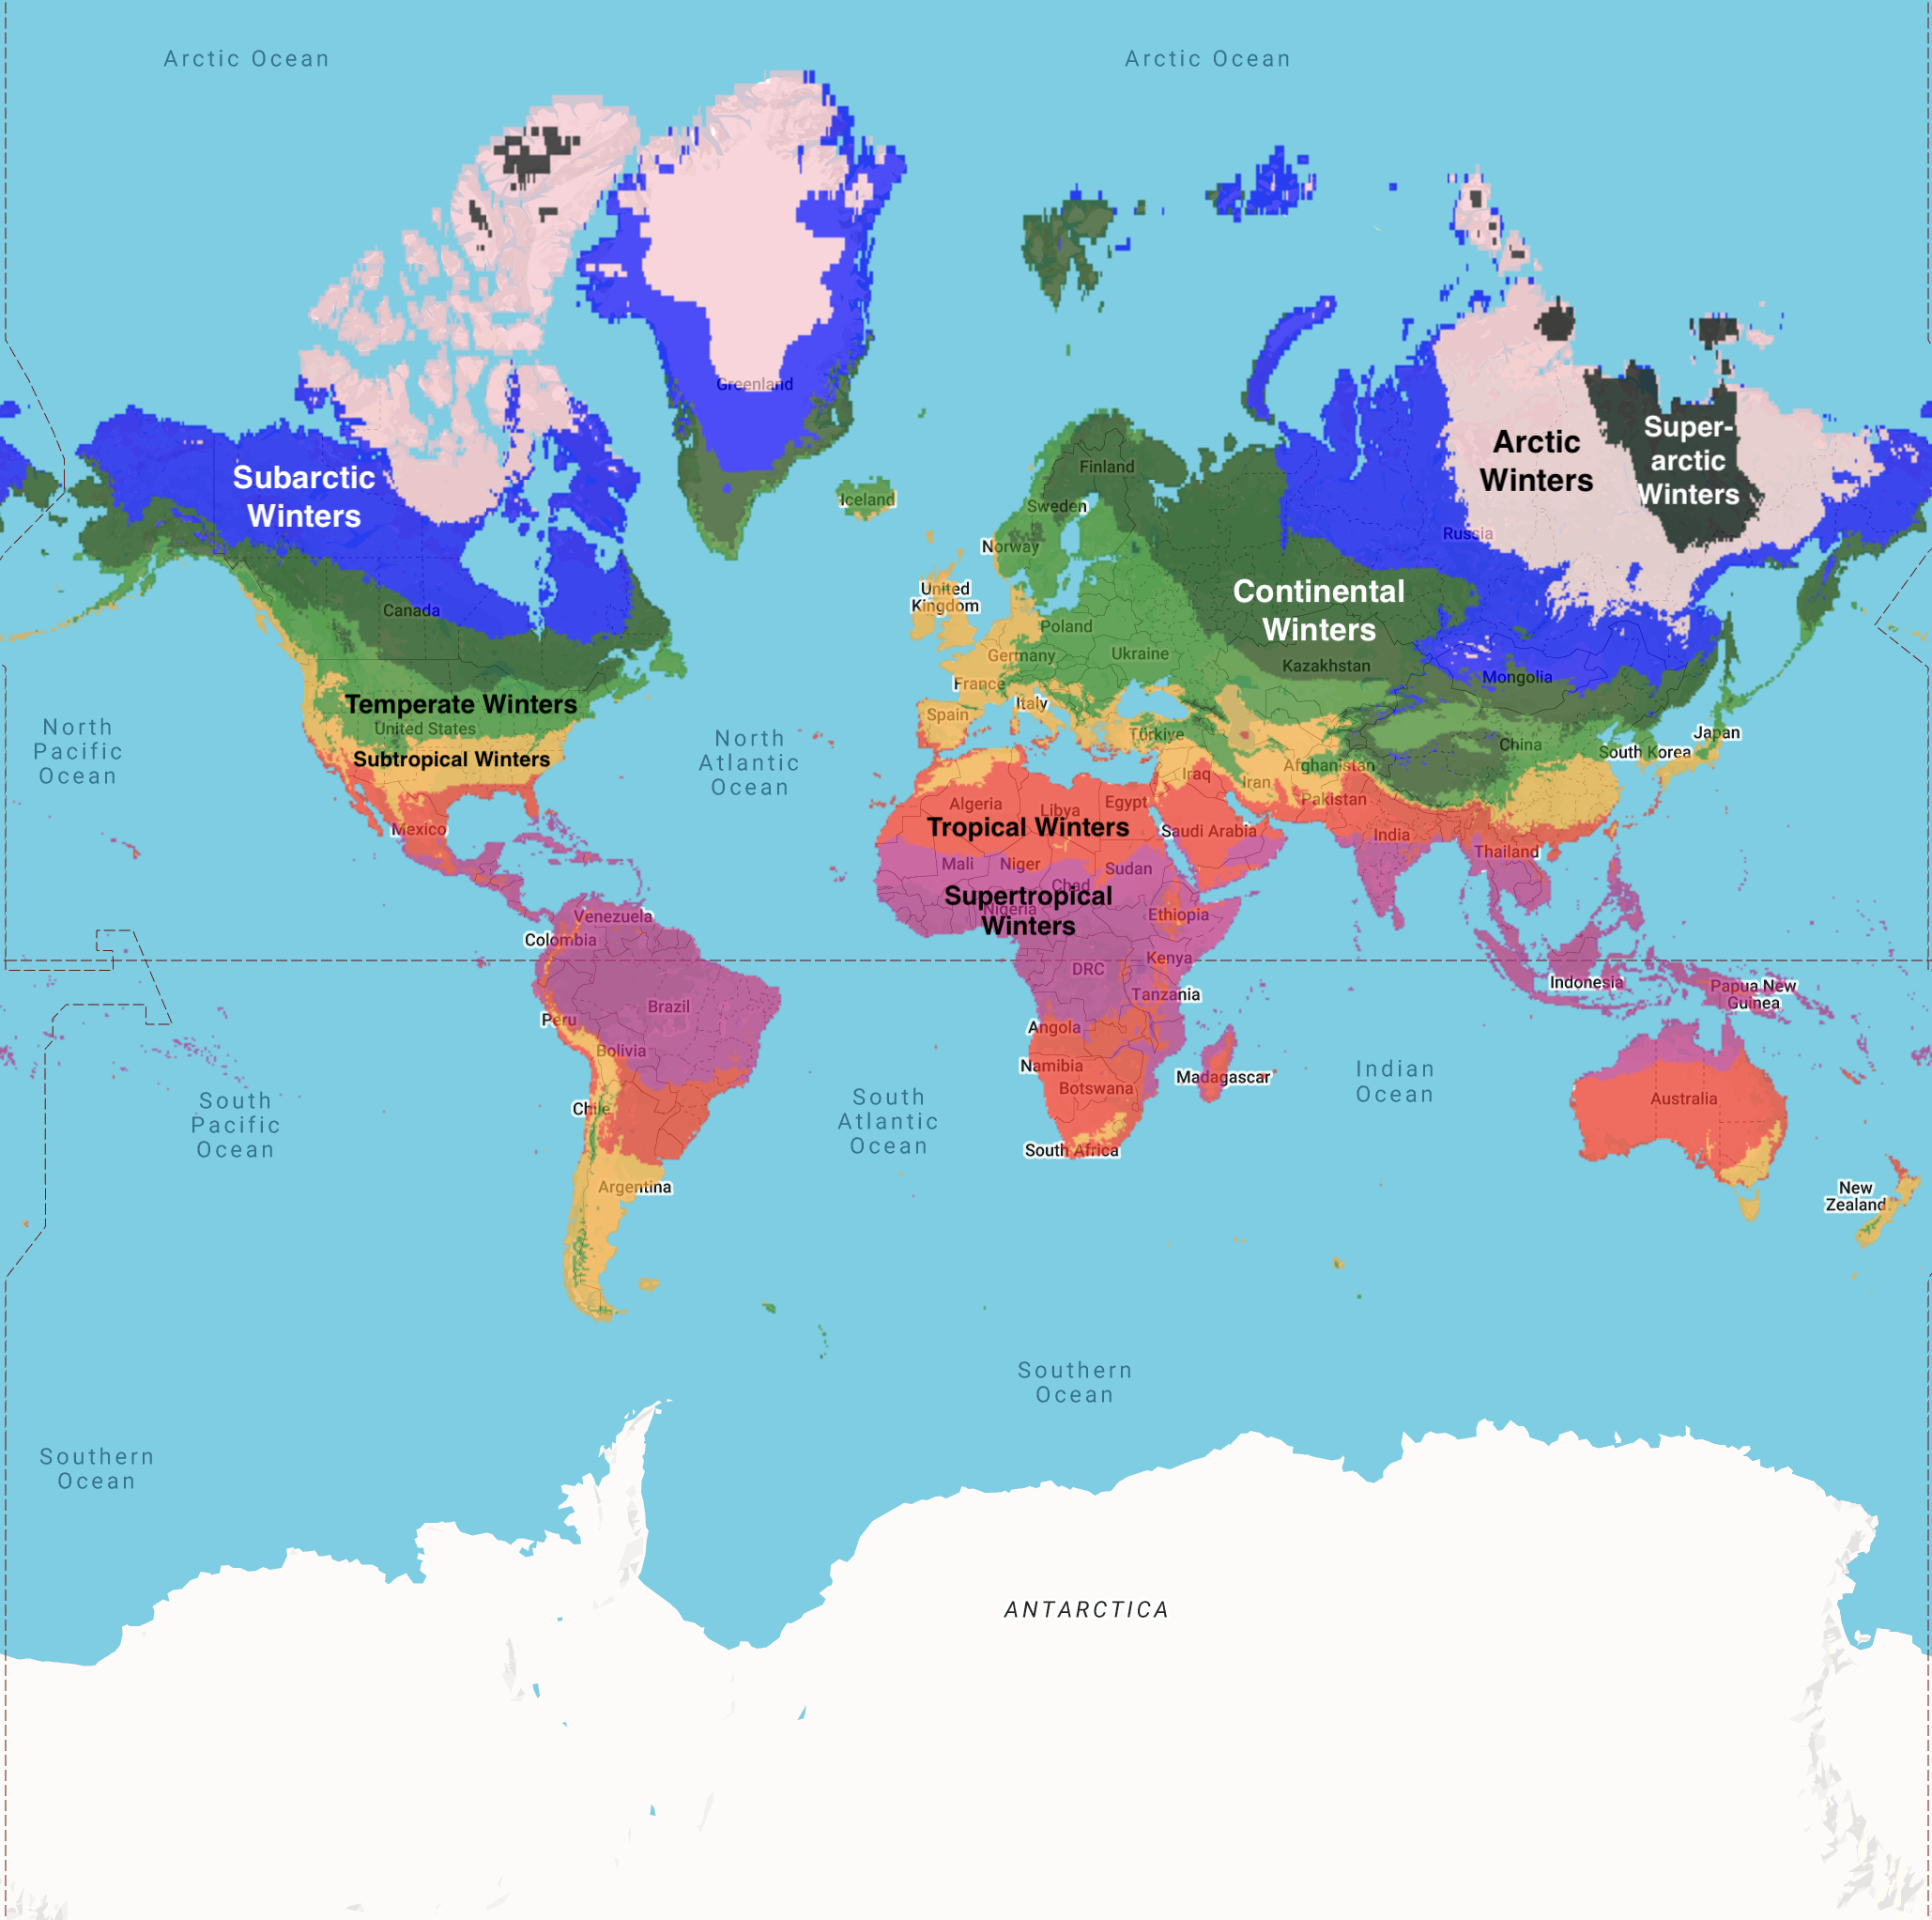 Arctic Ocean
Arctic Ocean
Greenland
Super-
arctic
Winters
Arctic
Winters
Subarctic
Winters
Finland
Iceland
Sweden
Norway
Russia
United
Kingdom
Continental
Winters
Canada
Poland
Germany
Ukraine
Kazakhstan
Mongolia
France
Italy
Spain
Temperate Winters
United States
Subtropical Winters
North
Pacific
Ocean
North
Atlantic
Ocean
Türkiye
China
South Korea
Japan
Iraq
Iran
Afghanistan
Pakistan
Algeria
Libya
Egypt
Tropical Winters
Saudi Arabia
Mexico
India
Thailand
Mali
Niger
Chad
Sudan
Supertropical
Winters
Nigeria
Ethiopia
Venezuela
Colombia
DRC
Kenya
Tanzania
Indonesia
Papua New
Guinea
Brazil
Peru
Bolivia
Angola
Namibia
Botswana
Madagascar
Indian
Ocean
Australia
South
Pacific
Ocean
Chile
South
Atlantic
Ocean
South Africa
Argentina
New
Zealand
Southern
Ocean
Southern
Ocean
ANTARCTICA